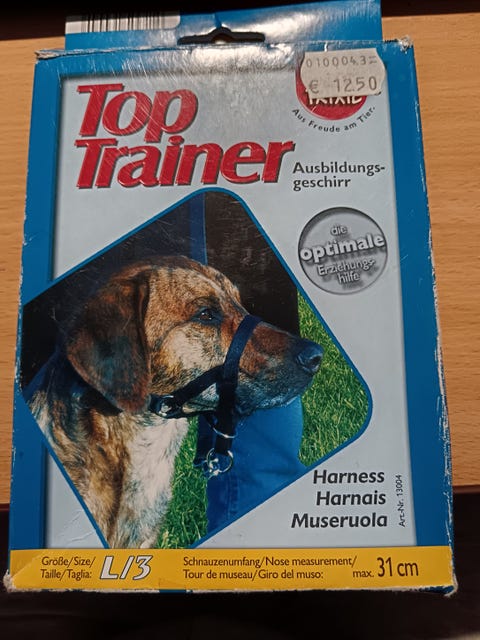 010004.3
€ 12.50
TRIXIE
Aus Freude am Tier.
Top
Trainer
Ausbildungs-
geschirr
die
optimale
Erziehungs-
hilfe
Harness
Harnais
Museruola
Art.-Nr. 13004
Größe/Size/
Taille/Taglia:
L/3
Schnauzenumfang/Nose measurement/
Tour de museau/Giro del muso:
max. 31 cm